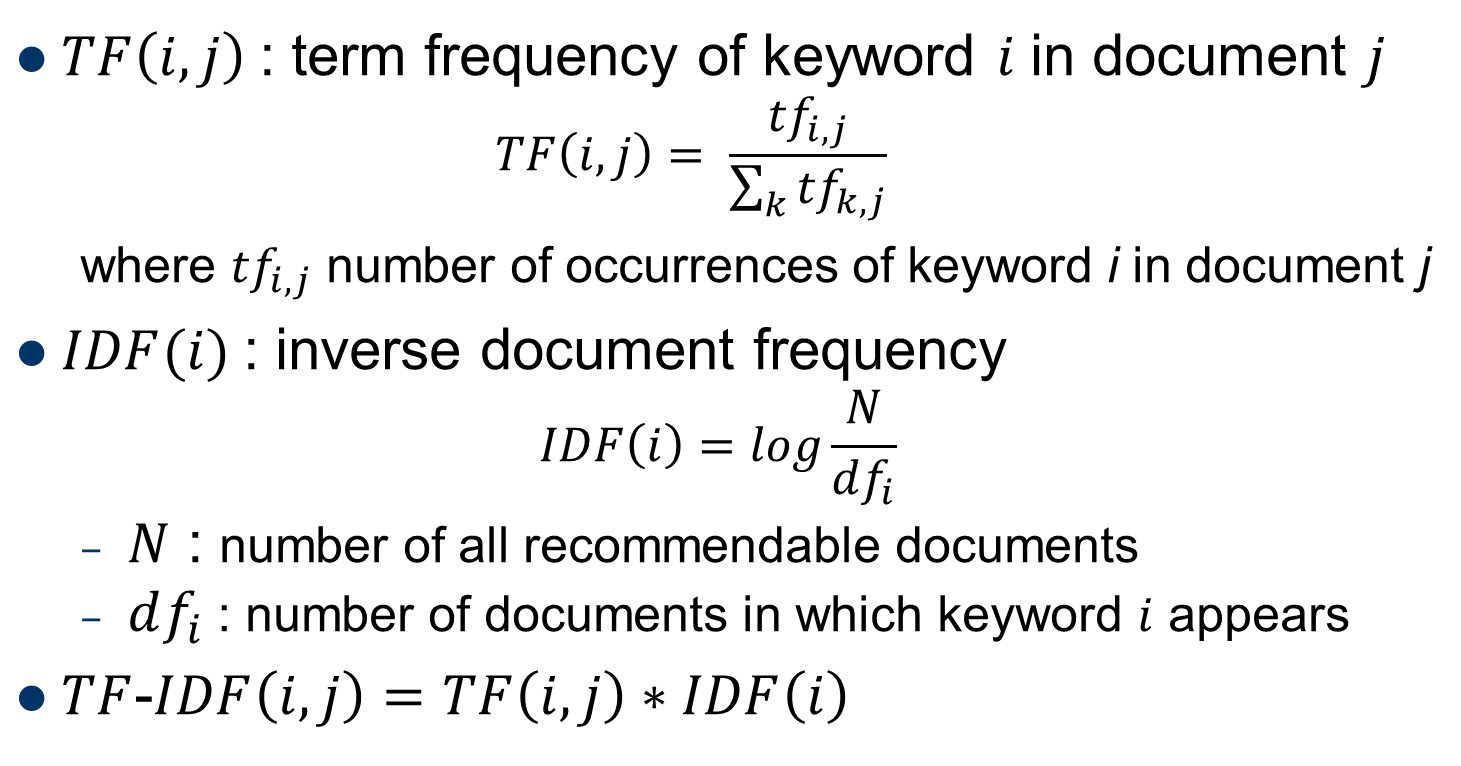 ● TF(i, j) : term frequency of keyword i in document j
TF(i, j) = tf_{i,j} / ∑_k tf_{k,j}
where tf_{i,j} number of occurrences of keyword i in document j
● IDF(i) : inverse document frequency
IDF(i) = log N / df_i
– N : number of all recommendable documents
– df_i : number of documents in which keyword i appears
● TF-IDF(i, j) = TF(i, j) ∗ IDF(i)